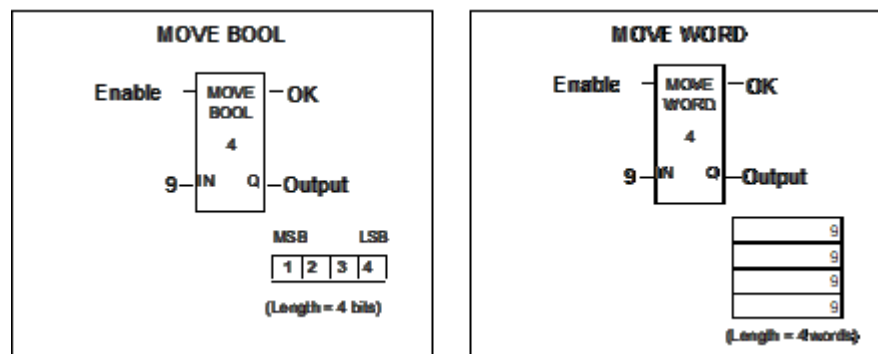 MOVE BOOL
Enable
MOVE
BOOL
OK
4
9
IN
Q
Output
MSB
LSB
1 2 3 4
(Length = 4 bits)
MOVE WORD
Enable
MOVE
WORD
OK
4
9
IN
Q
Output
9
9
9
9
(Length = 4words)